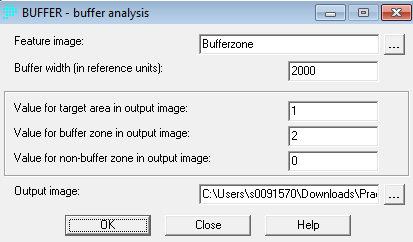 BUFFER - buffer analysis
Feature image: Bufferzone ...
Buffer width (in reference units): 2000
Value for target area in output image: 1
Value for buffer zone in output image: 2
Value for non-buffer zone in output image: 0
Output image: C:\Users\s0091570\Downloads\Prac ...
OK Close Help